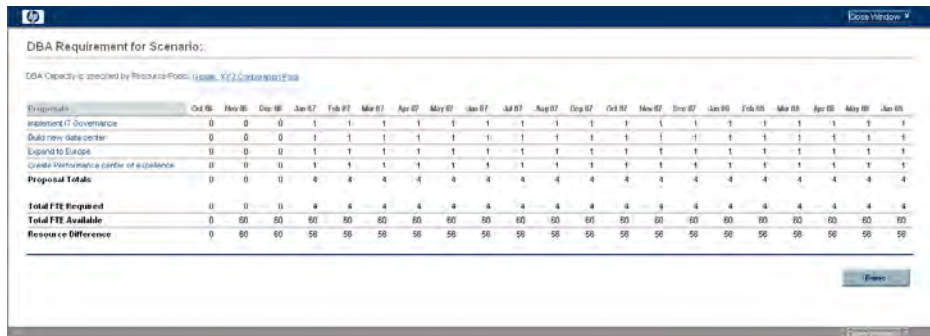 hp
Close Window X
DBA Requirement for Scenario:
DBA Capacity is specified by Resource Pools: XYZ Corporation Pool
Proposals Oct 06 Nov 06 Dec 06 Jan 07 Feb 07 Mar 07 Apr 07 May 07 Jun 07 Jul 07 Aug 07 Sep 07 Oct 07 Nov 07 Dec 07 Jan 08 Feb 08 Mar 08 Apr 08 May 08 Jun 08
Implement IT Governance 0 0 0 1 1 1 1 1 1 1 1 1 1 1 1 1 1 1 1 1 1
Build new data center 0 0 0 1 1 1 1 1 1 1 1 1 1 1 1 1 1 1 1 1 1
Expand to Europe 0 0 0 1 1 1 1 1 1 1 1 1 1 1 1 1 1 1 1 1 1
Create Performance center of excellence 0 0 0 1 1 1 1 1 1 1 1 1 1 1 1 1 1 1 1 1 1
Proposal Totals 0 0 0 4 4 4 4 4 4 4 4 4 4 4 4 4 4 4 4 4 4
Total FTE Required 0 0 0 4 4 4 4 4 4 4 4 4 4 4 4 4 4 4 4 4 4
Total FTE Available 0 60 60 60 60 60 60 60 60 60 60 60 60 60 60 60 60 60 60 60 60
Resource Difference 0 60 60 56 56 56 56 56 56 56 56 56 56 56 56 56 56 56 56 56 56